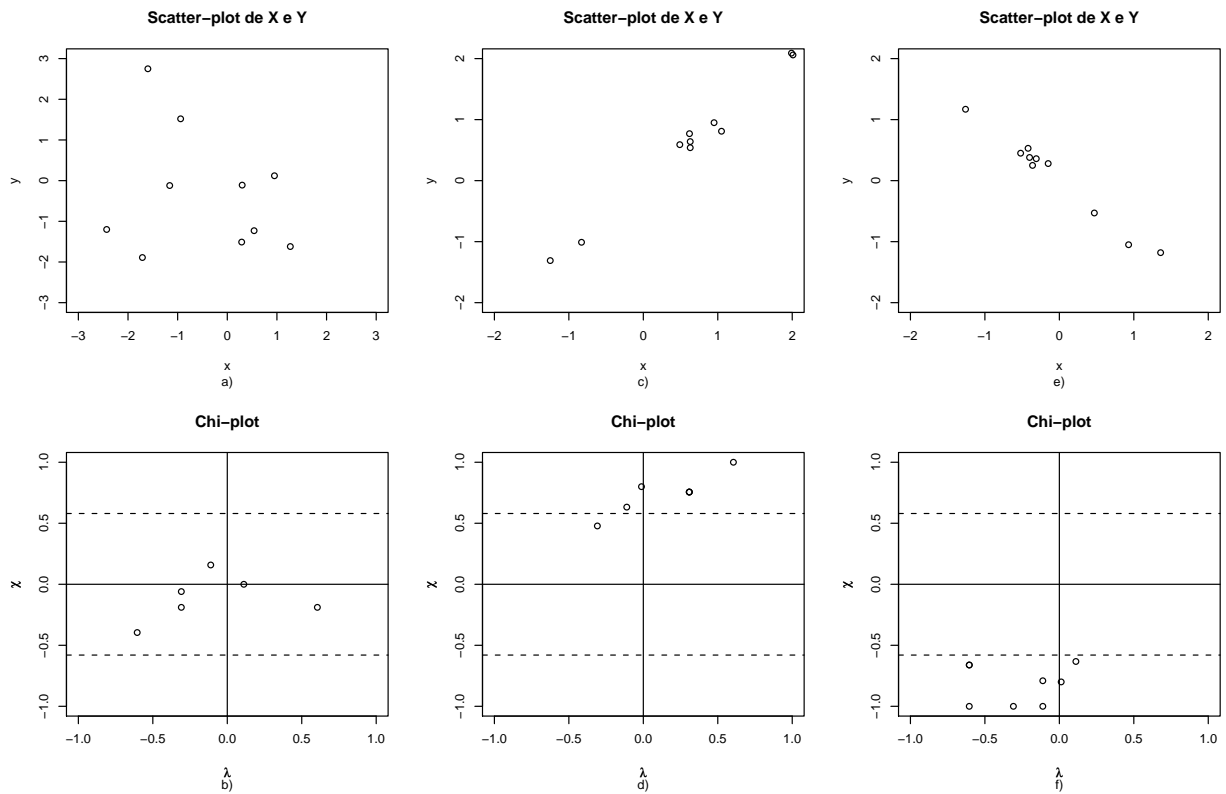 Scatter−plot de X e Y
3
2
1
0
−1
−2
−3
y
−3 −2 −1 0 1 2 3
x
a)
Scatter−plot de X e Y
2
1
0
−1
−2
y
−2 −1 0 1 2
x
c)
Scatter−plot de X e Y
2
1
0
−1
−2
y
−2 −1 0 1 2
x
e)
Chi−plot
1.0
0.5
0.0
−0.5
−1.0
χ
−1.0 −0.5 0.0 0.5 1.0
λ
b)
Chi−plot
1.0
0.5
0.0
−0.5
−1.0
χ
−1.0 −0.5 0.0 0.5 1.0
λ
d)
Chi−plot
1.0
0.5
0.0
−0.5
−1.0
χ
−1.0 −0.5 0.0 0.5 1.0
λ
f)